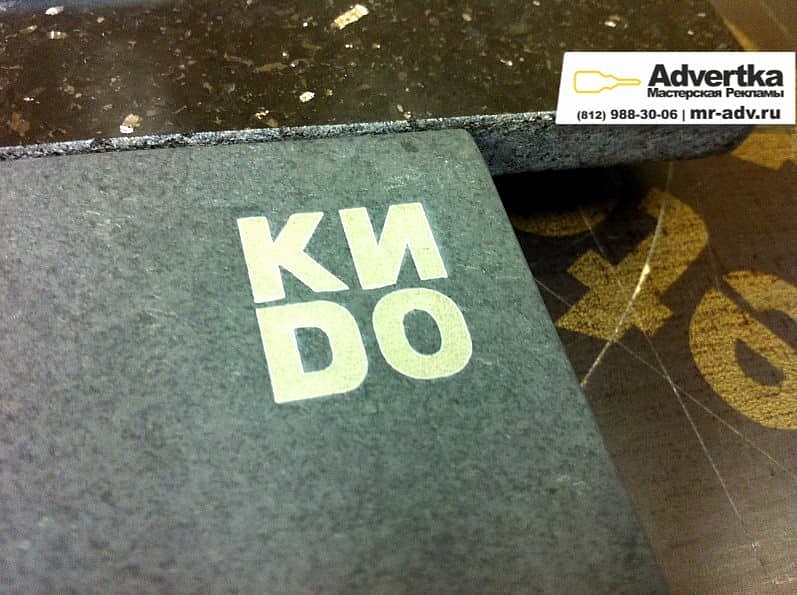 Advertka
Мастерская Рекламы
(812) 988-30-06 | mr-adv.ru
КИ
DO